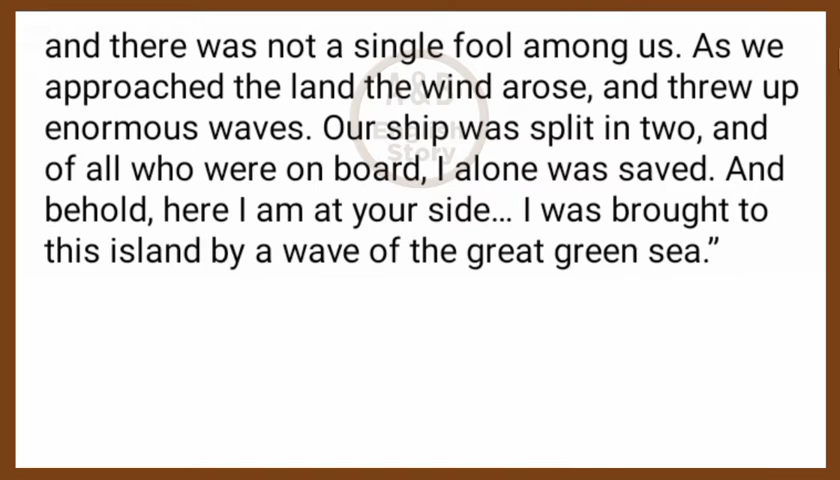 and there was not a single fool among us. As we
approached the land the wind arose, and threw up
enormous waves. Our ship was split in two, and
of all who were on board, I alone was saved. And
behold, here I am at your side... I was brought to
this island by a wave of the great green sea.”
A&D
English
Story